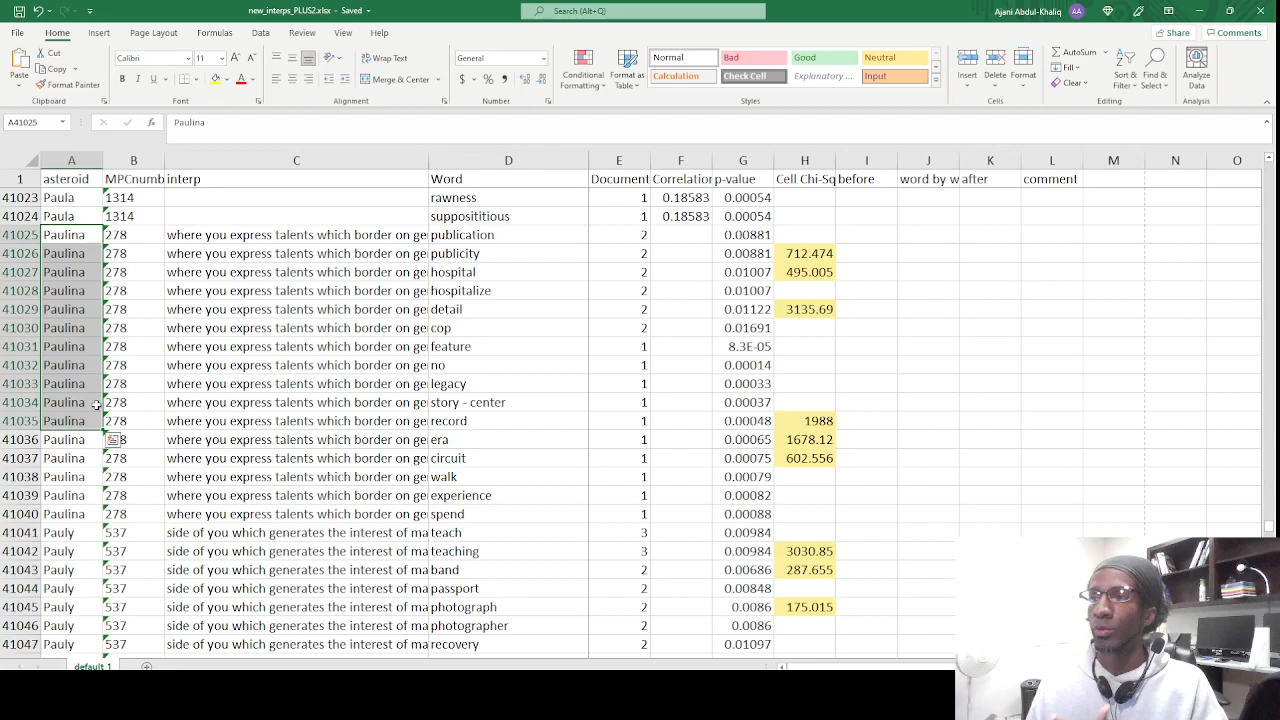 new_interps_PLUS2.xlsx - Saved
Search (Alt+Q)
Ajani Abdul-Khaliq AA
File Home Insert Page Layout Formulas Data Review View Help Share Comments
Paste Cut Copy Format Painter
Clipboard
Calibri 11
B I U
Font
Wrap Text
Merge & Center
Alignment
General
$ % 9
Number
Conditional Formatting
Format as Table
Normal Bad Good Neutral
Calculation Check Cell Explanatory ... Input
Styles
Insert Delete Format
Cells
AutoSum
Fill
Clear
Sort & Filter
Find & Select
Editing
Analyze Data
Analysis
A41025 fx Paulina
A B C D E F G H I J K L M N O
1 asteroid MPCnumb interp Word Document Correlation p-value Cell Chi-Sq before word by w after comment
41023 Paula 1314 rawness 1 0.18583 0.00054
41024 Paula 1314 supposititious 1 0.18583 0.00054
41025 Paulina 278 where you express talents which border on ge publication 2 0.00881
41026 Paulina 278 where you express talents which border on ge publicity 2 0.00881 712.474
41027 Paulina 278 where you express talents which border on ge hospital 2 0.01007 495.005
41028 Paulina 278 where you express talents which border on ge hospitalize 2 0.01007
41029 Paulina 278 where you express talents which border on ge detail 2 0.01122 3135.69
41030 Paulina 278 where you express talents which border on ge cop 2 0.01691
41031 Paulina 278 where you express talents which border on ge feature 1 8.3E-05
41032 Paulina 278 where you express talents which border on ge no 1 0.00014
41033 Paulina 278 where you express talents which border on ge legacy 1 0.00033
41034 Paulina 278 where you express talents which border on ge story - center 1 0.00037
41035 Paulina 278 where you express talents which border on ge record 1 0.00048 1988
41036 Paulina 8 where you express talents which border on ge era 1 0.00065 1678.12
41037 Paulina 278 where you express talents which border on ge circuit 1 0.00075 602.556
41038 Paulina 278 where you express talents which border on ge walk 1 0.00079
41039 Paulina 278 where you express talents which border on ge experience 1 0.00082
41040 Paulina 278 where you express talents which border on ge spend 1 0.00088
41041 Pauly 537 side of you which generates the interest of ma teach 3 0.00984
41042 Pauly 537 side of you which generates the interest of ma teaching 3 0.00984 3030.85
41043 Pauly 537 side of you which generates the interest of ma band 2 0.00686 287.655
41044 Pauly 537 side of you which generates the interest of ma passport 2 0.00848
41045 Pauly 537 side of you which generates the interest of ma photograph 2 0.0086 175.015
41046 Pauly 537 side of you which generates the interest of ma photographer 2 0.0086
41047 Pauly 537 side of you which generates the interest of ma recovery 2 0.01097
default_1